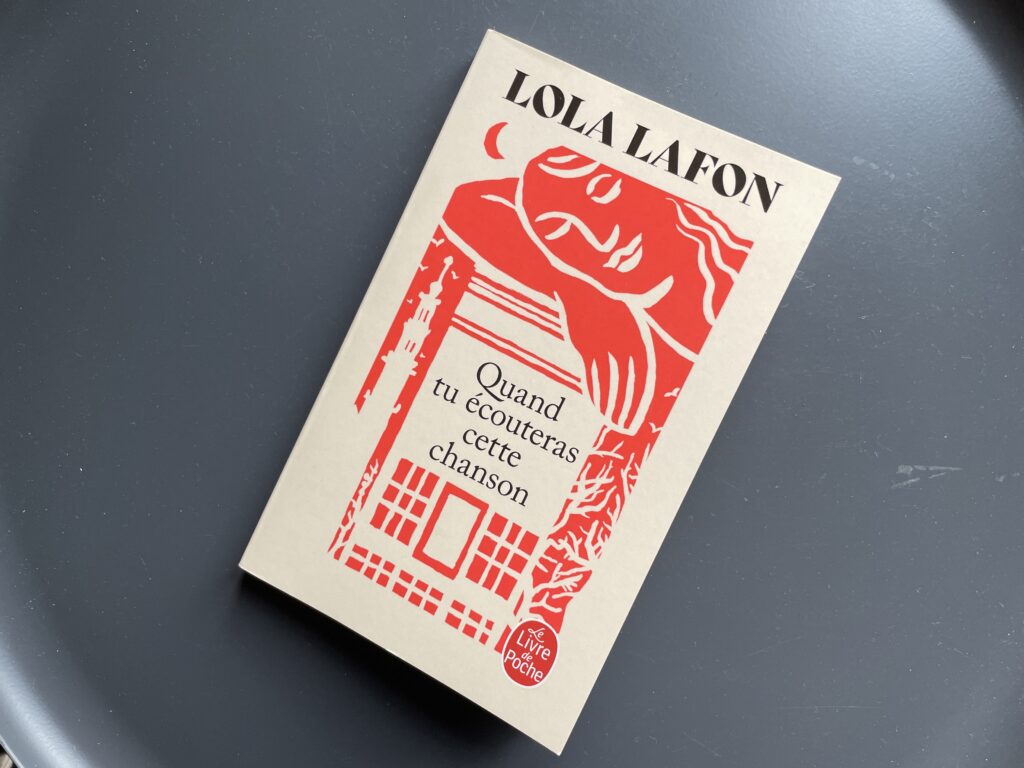 LOLA LAFON
Quand
tu écouteras
cette
chanson
Le
Livre
de
Poche